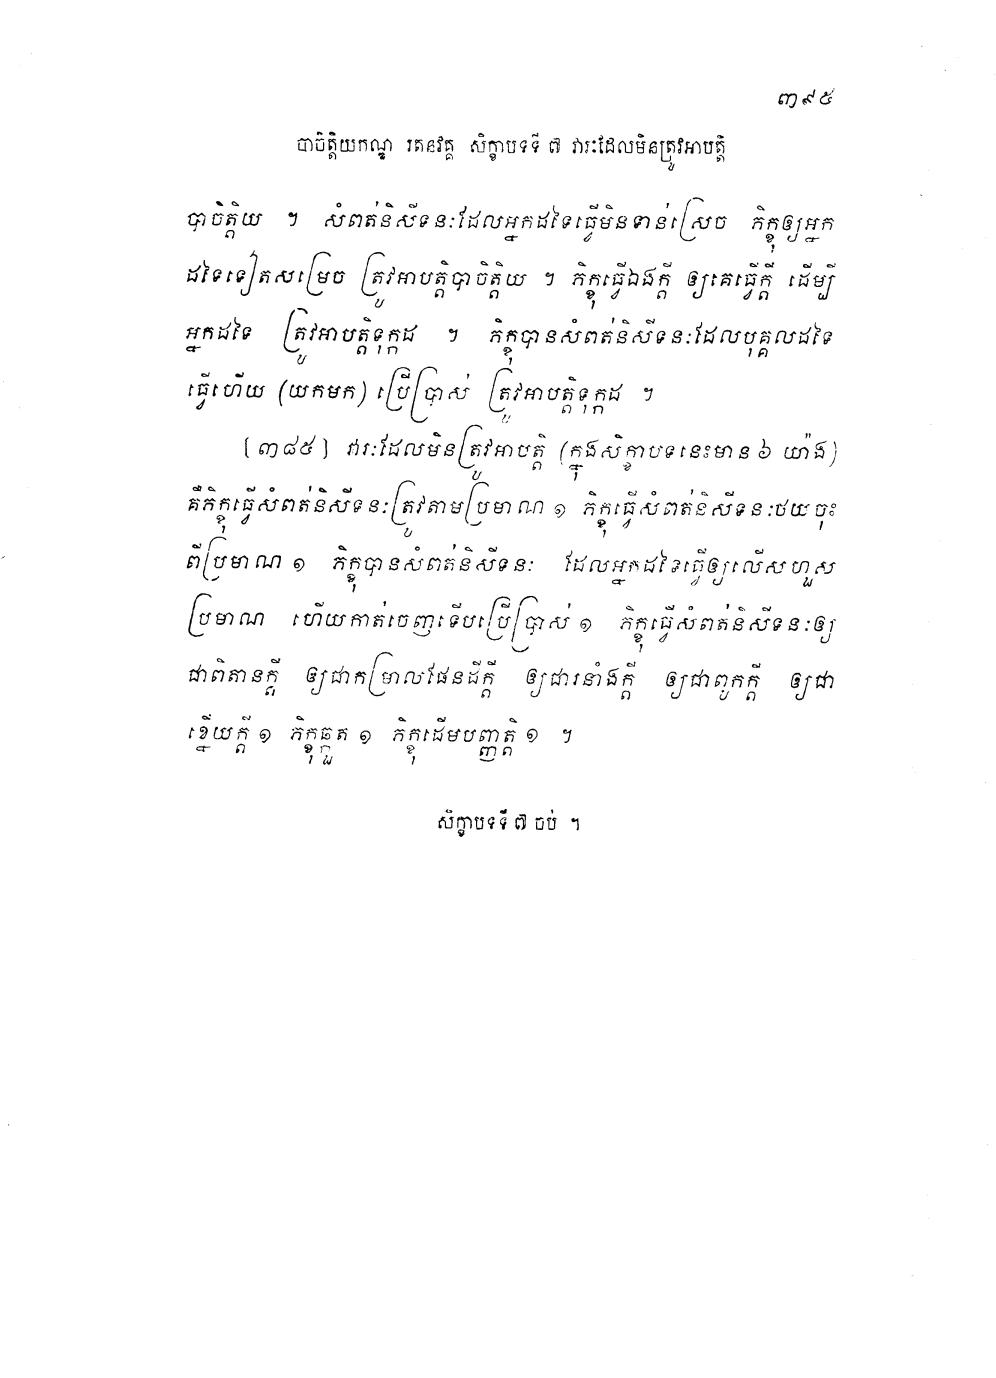 ៣៩៥
បាចិត្តិយកណ្ឌ រតនវគ្គ សិក្ខាបទទី ៧ វារៈដែលមិនត្រូវអាបត្តិ
បាចិត្តិយ ។ សំពត់និសីទនៈដែលអ្នកដទៃធ្វើមិនទាន់ស្រេច ភិក្ខុឲ្យអ្នក
ដទៃទៀតសម្រេច ត្រូវអាបត្តិបាចិត្តិយ ។ ភិក្ខុធ្វើឯងក្តី ឲ្យគេធ្វើក្តី ដើម្បី
អ្នកដទៃ ត្រូវអាបត្តិទុក្កដ ។ ភិក្ខុបានសំពត់និសីទនៈដែលបុគ្គលដទៃ
ធ្វើហើយ (យកមក) ប្រើប្រាស់ ត្រូវអាបត្តិទុក្កដ ។
[៣៨៥] វារៈដែលមិនត្រូវអាបត្តិ (ក្នុងសិក្ខាបទនេះមាន ៦ យ៉ាង)
គឺភិក្ខុធ្វើសំពត់និសីទនៈត្រូវតាមប្រមាណ ១ ភិក្ខុធ្វើសំពត់និសីទនៈថយចុះ
ពីប្រមាណ ១ ភិក្ខុបានសំពត់និសីទនៈ ដែលអ្នកដទៃធ្វើឲ្យលើសហួស
ប្រមាណ ហើយកាត់ចេញទើបប្រើប្រាស់ ១ ភិក្ខុធ្វើសំពត់និសីទនៈឲ្យ
ជាពិតានក្តី ឲ្យជាកម្រាលផែនដីក្តី ឲ្យជារនាំងក្តី ឲ្យជាពូកក្តី ឲ្យជា
ខ្នើយក្តី ១ ភិក្ខុឆ្កួត ១ ភិក្ខុដើមបញ្ញត្តិ ១ ។
សិក្ខាបទទី ៧ ចប់ ។